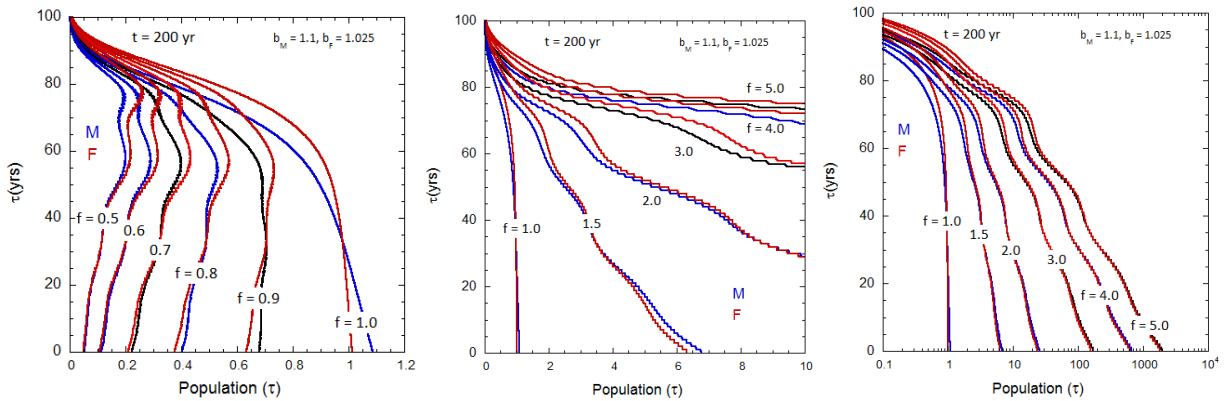 t = 200 yr
b_M = 1.1, b_F = 1.025
M
F
f = 0.5
0.6
0.7
f = 0.8
f = 0.9
f = 1.0
τ(yrs)
100
80
60
40
20
0
0 0.2 0.4 0.6 0.8 1 1.2
Population (τ)
t = 200 yr
b_M = 1.1, b_F = 1.025
f = 5.0
f = 4.0
3.0
2.0
1.5
f = 1.0
M
F
τ(yrs)
100
80
60
40
20
0
0 2 4 6 8 10
Population (τ)
t = 200 yr
b_M = 1.1, b_F = 1.025
M
F
f = 1.0
1.5
2.0
3.0
f = 4.0
f = 5.0
τ(yrs)
100
80
60
40
20
0
0.1 1 10 100 1000 10⁴
Population (τ)